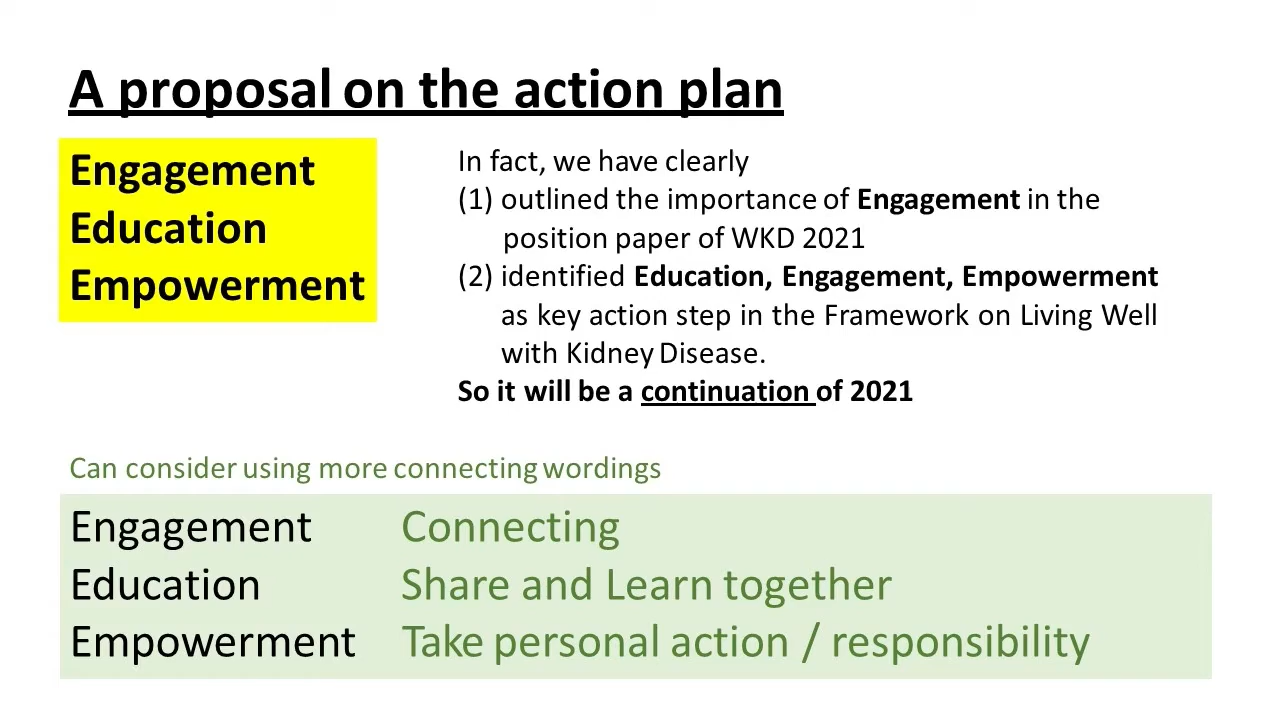 A proposal on the action plan
Engagement
Education
Empowerment
In fact, we have clearly
(1) outlined the importance of Engagement in the
position paper of WKD 2021
(2) identified Education, Engagement, Empowerment
as key action step in the Framework on Living Well
with Kidney Disease.
So it will be a continuation of 2021
Can consider using more connecting wordings
Engagement Connecting
Education Share and Learn together
Empowerment Take personal action / responsibility